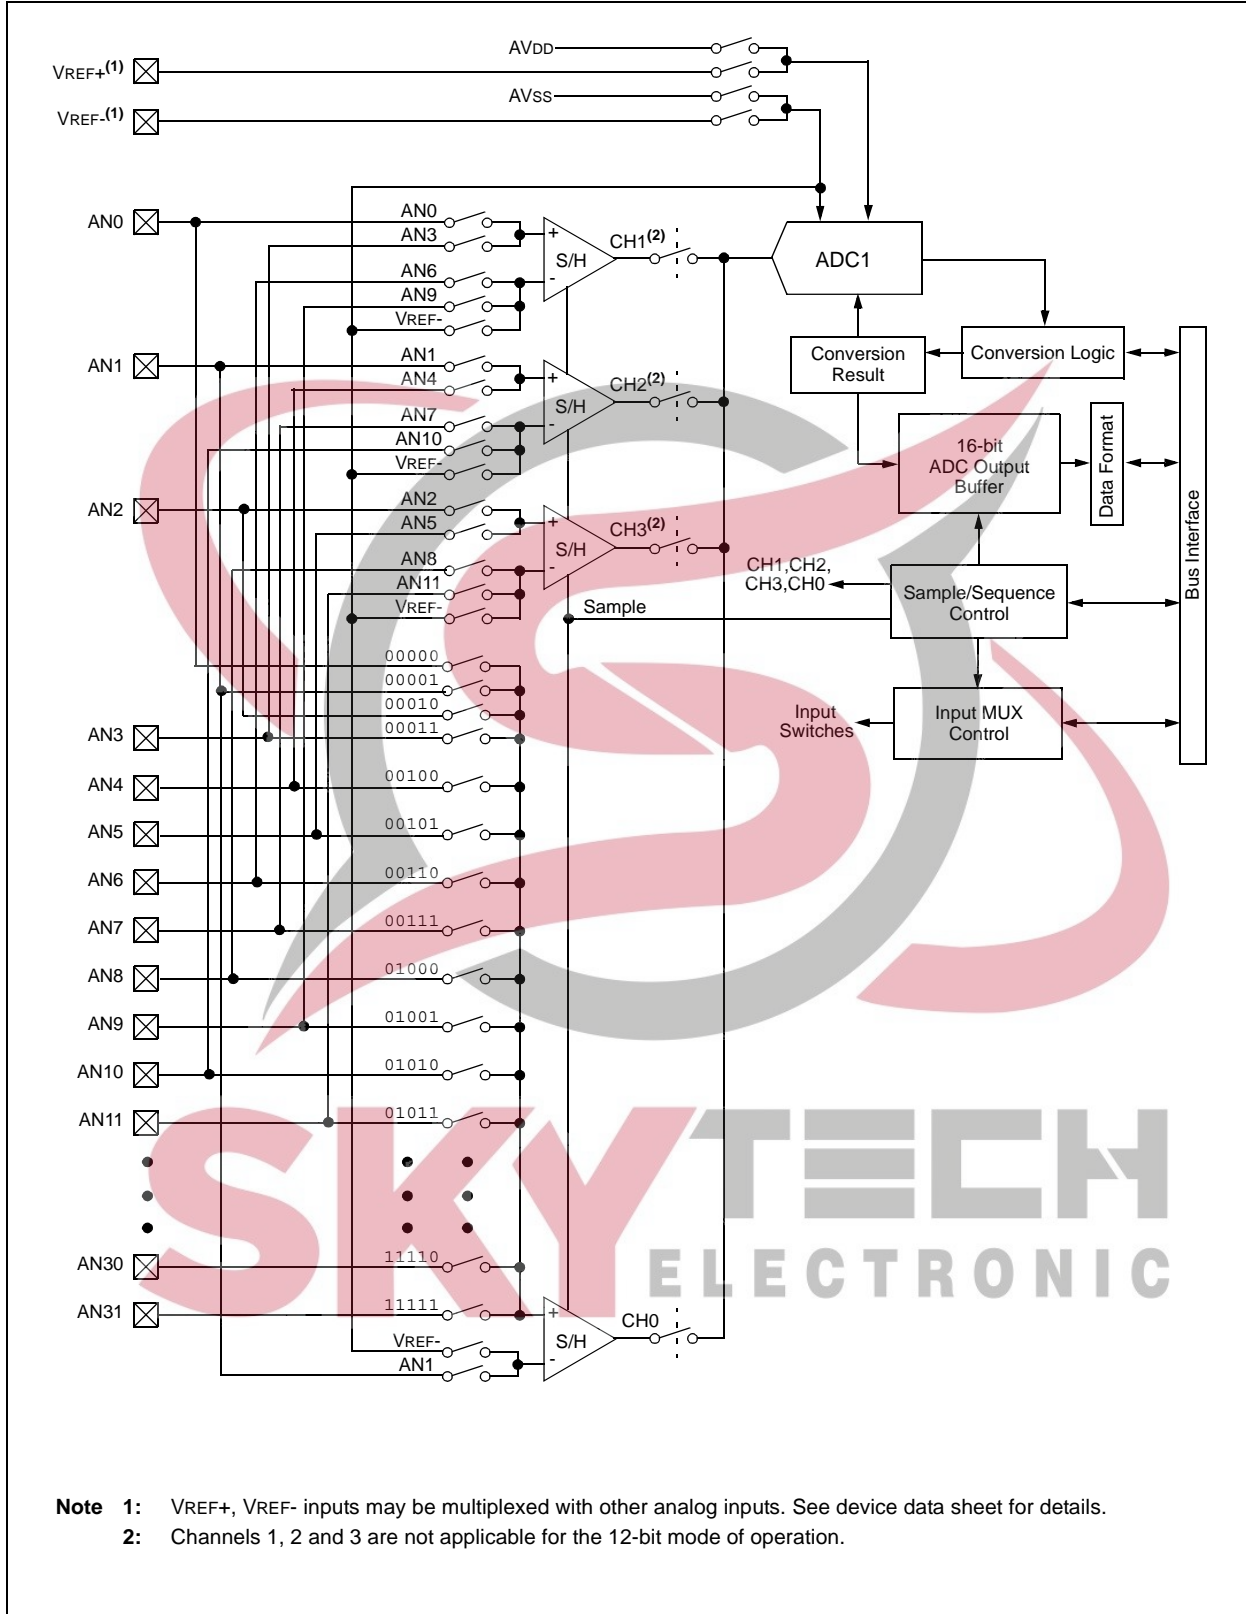 AVDD
VREF+(1)
AVSS
VREF-(1)
AN0
AN0
AN3
AN6
AN9
VREF-
+
-
S/H
CH1(2)
ADC1
Conversion Logic
Conversion
Result
AN1
AN1
AN4
AN7
AN10
VREF-
+
-
S/H
CH2(2)
16-bit
ADC Output
Buffer
Data Format
Bus Interface
AN2
AN2
AN5
AN8
AN11
VREF-
+
-
S/H
CH3(2)
CH1,CH2,
CH3,CH0
Sample/Sequence
Control
Sample
00000
00001
00010
00011
Input
Switches
Input MUX
Control
AN3
AN4
00100
AN5
00101
AN6
00110
AN7
00111
AN8
01000
AN9
01001
AN10
01010
AN11
01011
SKYTECH
ELECTRONIC
AN30
11110
AN31
11111
VREF-
AN1
+
-
S/H
CH0
Note 1: VREF+, VREF- inputs may be multiplexed with other analog inputs. See device data sheet for details.
2: Channels 1, 2 and 3 are not applicable for the 12-bit mode of operation.